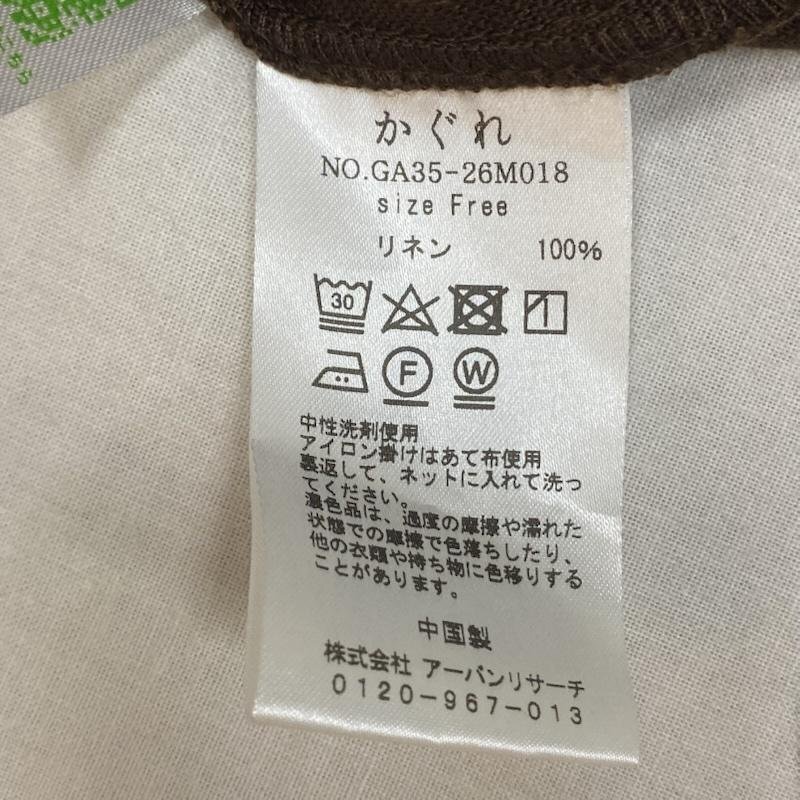 かぐれ
NO.GA35-26M018
size Free
リネン 100%
30
F W
中性洗剤使用
アイロン掛けはあて布使用
裏返して、ネットに入れて洗っ
てください。
濃色品は、過度の摩擦や濡れた
状態での摩擦で色落ちしたり、
他の衣類や持ち物に色移りする
ことがあります。
中国製
株式会社 アーバンリサーチ
0120-967-013